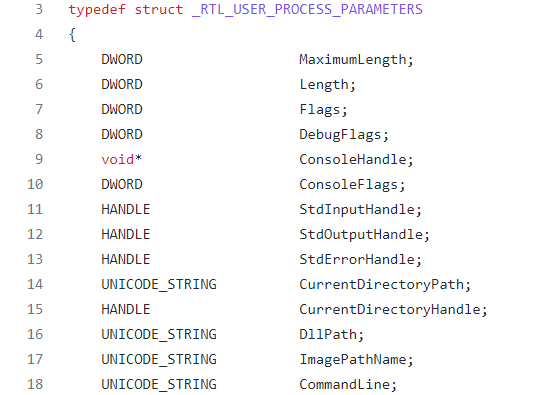 3 typedef struct _RTL_USER_PROCESS_PARAMETERS
4 {
5 DWORD MaximumLength;
6 DWORD Length;
7 DWORD Flags;
8 DWORD DebugFlags;
9 void* ConsoleHandle;
10 DWORD ConsoleFlags;
11 HANDLE StdInputHandle;
12 HANDLE StdOutputHandle;
13 HANDLE StdErrorHandle;
14 UNICODE_STRING CurrentDirectoryPath;
15 HANDLE CurrentDirectoryHandle;
16 UNICODE_STRING DllPath;
17 UNICODE_STRING ImagePathName;
18 UNICODE_STRING CommandLine;